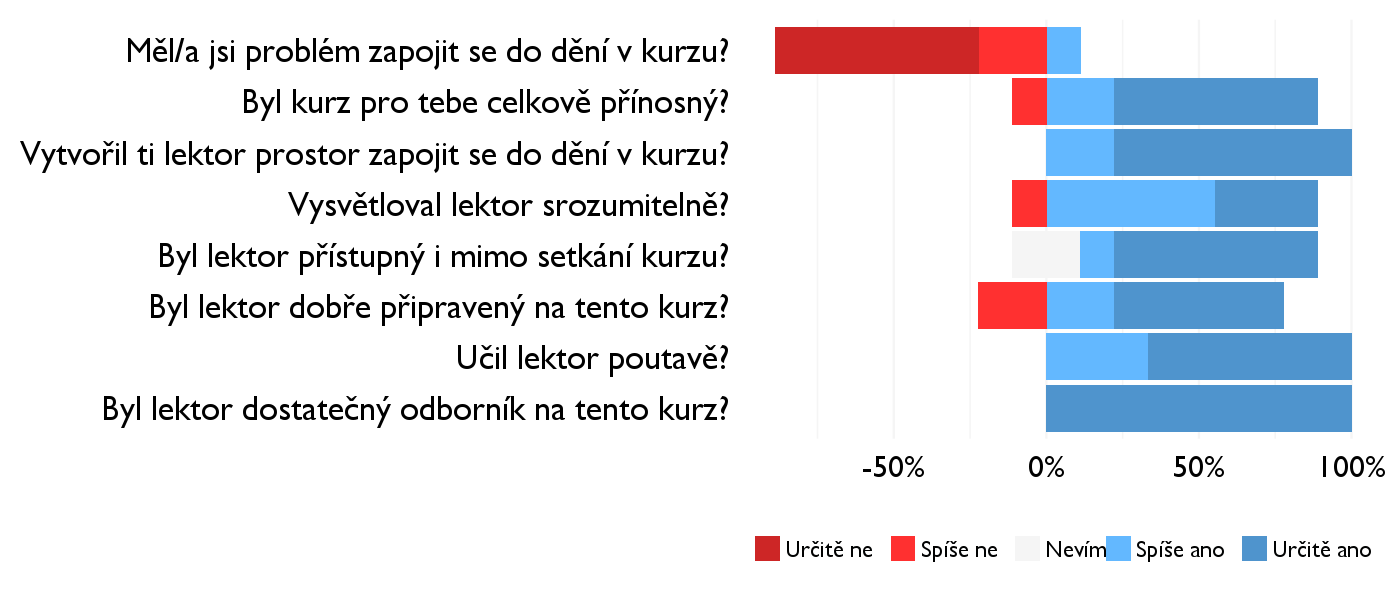 Měl/a jsi problém zapojit se do dění v kurzu?
Byl kurz pro tebe celkově přínosný?
Vytvořil ti lektor prostor zapojit se do dění v kurzu?
Vysvětloval lektor srozumitelně?
Byl lektor přístupný i mimo setkání kurzu?
Byl lektor dobře připravený na tento kurz?
Učil lektor poutavě?
Byl lektor dostatečný odborník na tento kurz?
-50% 0% 50% 100%
Určitě ne Spíše ne Nevím Spíše ano Určitě ano